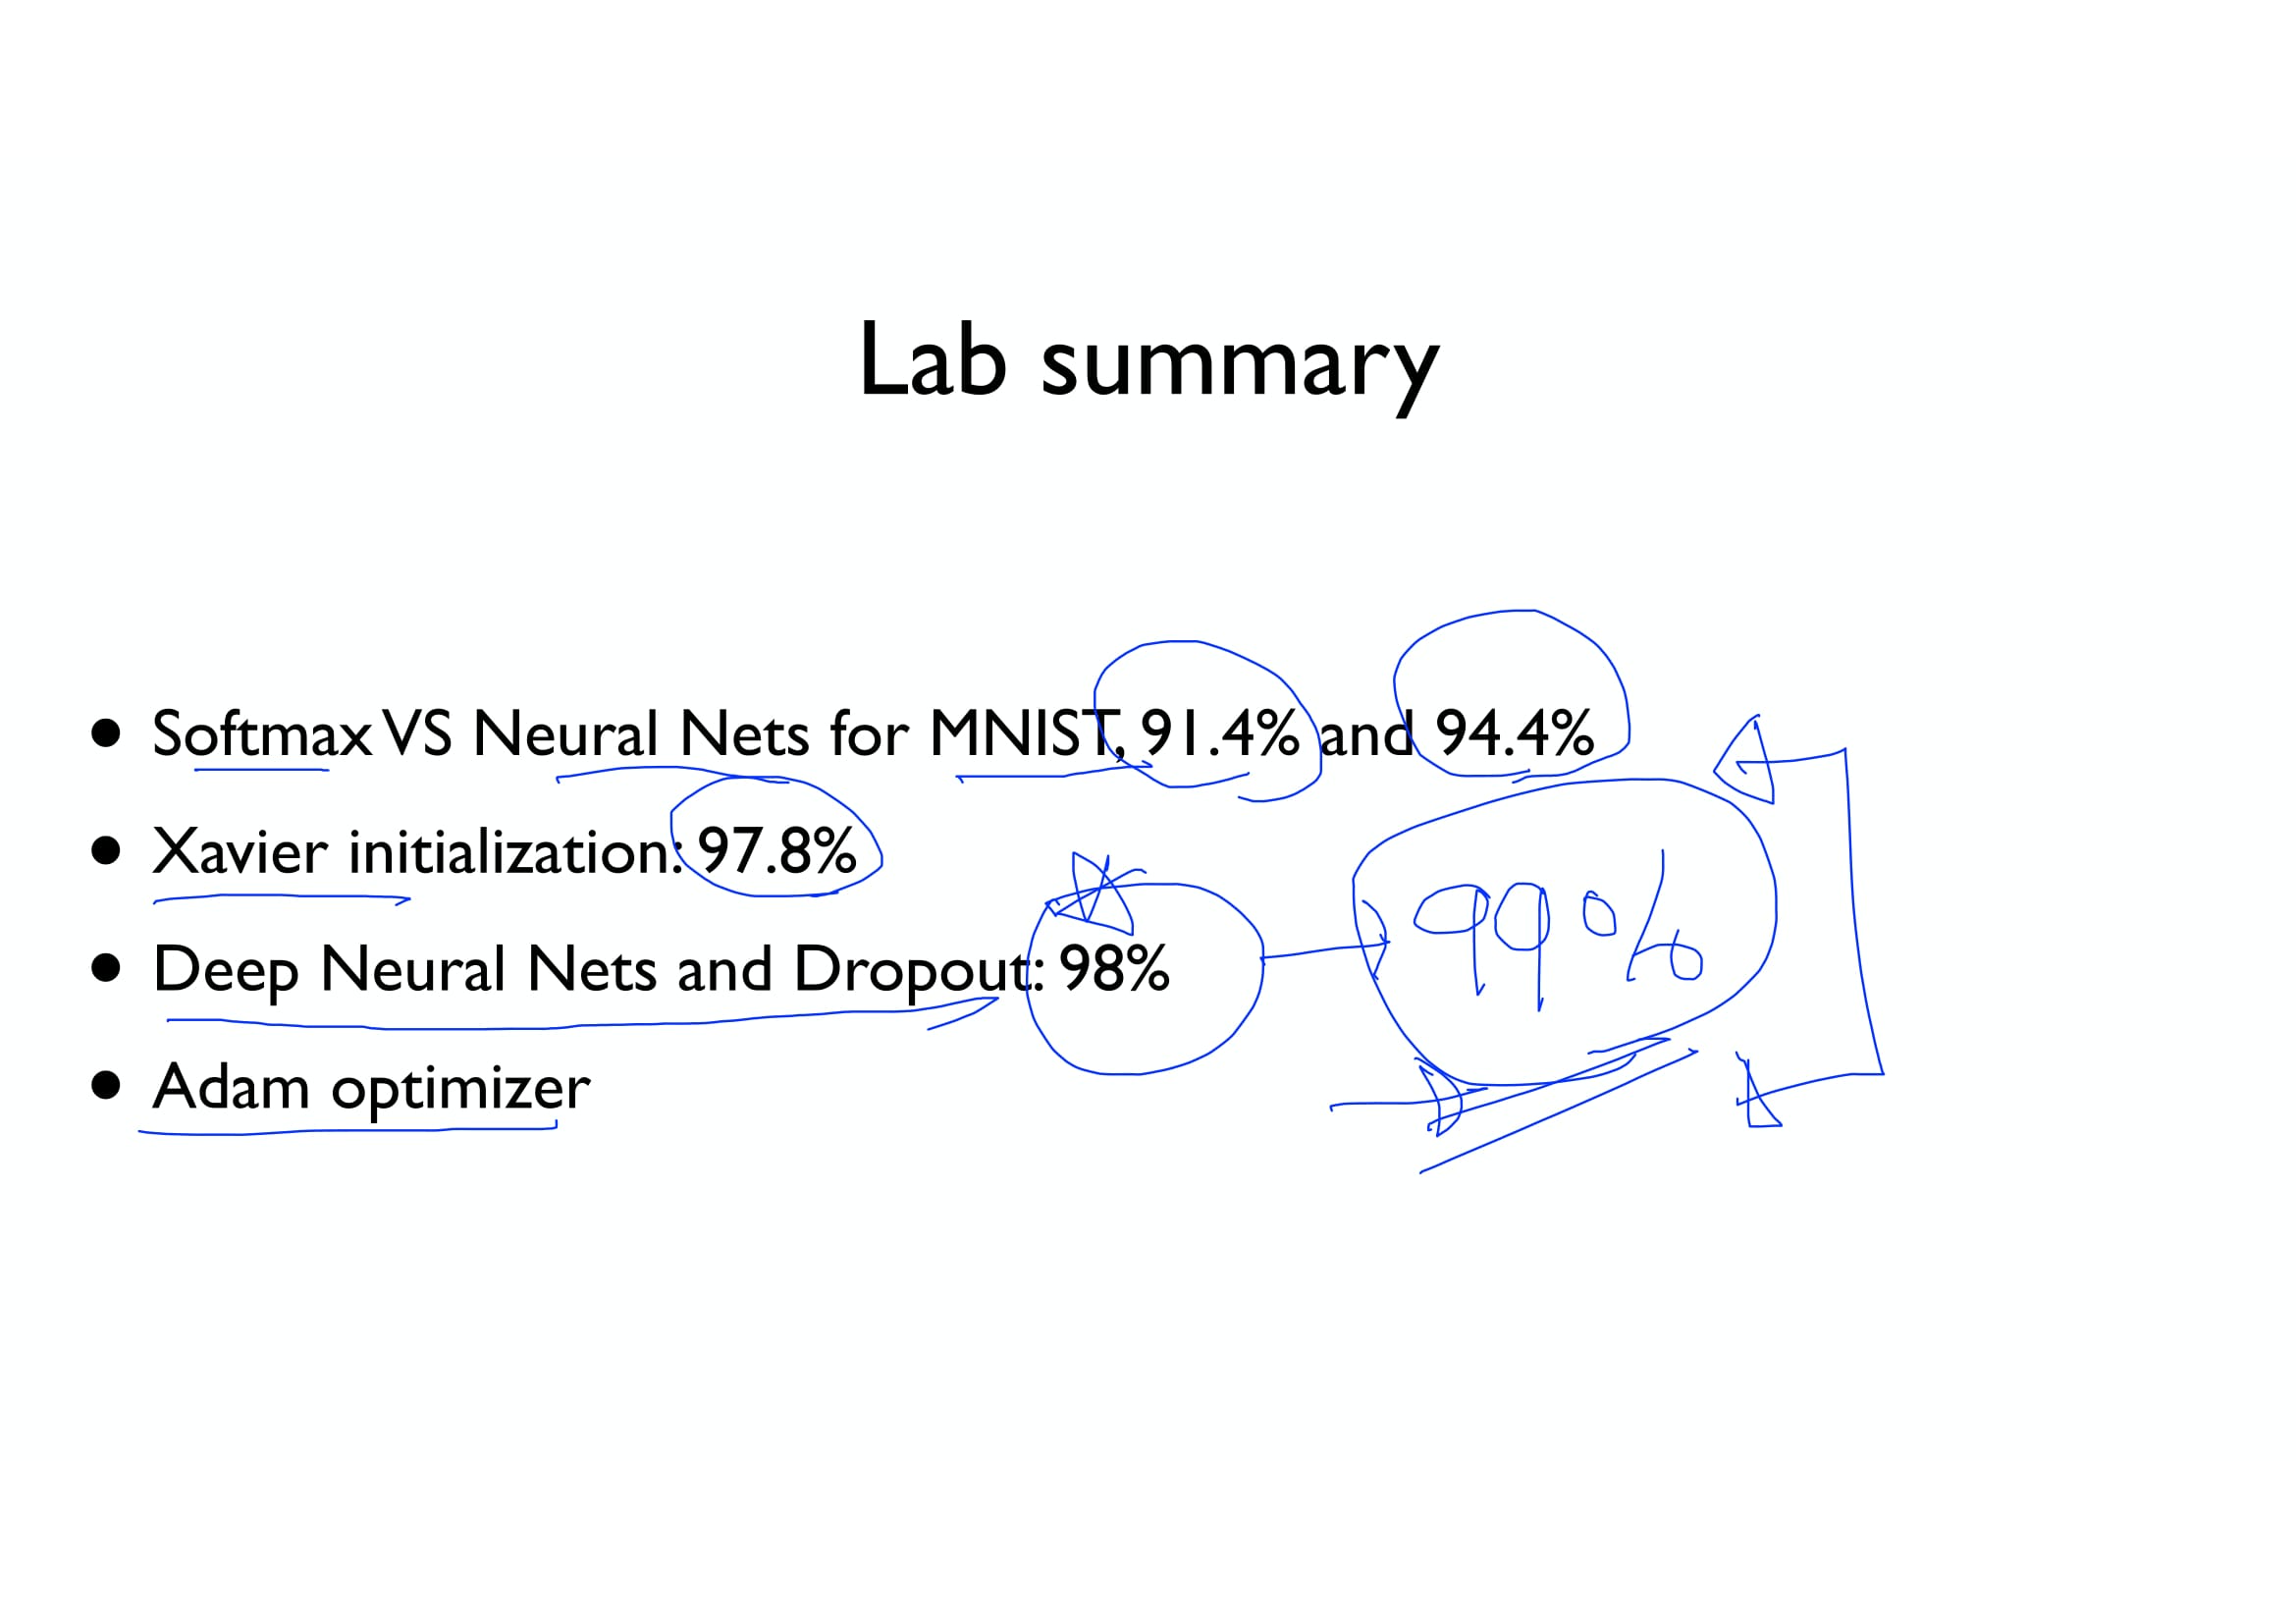 Lab summary
• Softmax VS Neural Nets for MNIST, 91.4% and 94.4%
• Xavier initialization: 97.8%
• Deep Neural Nets and Dropout: 98%
99%
• Adam optimizer